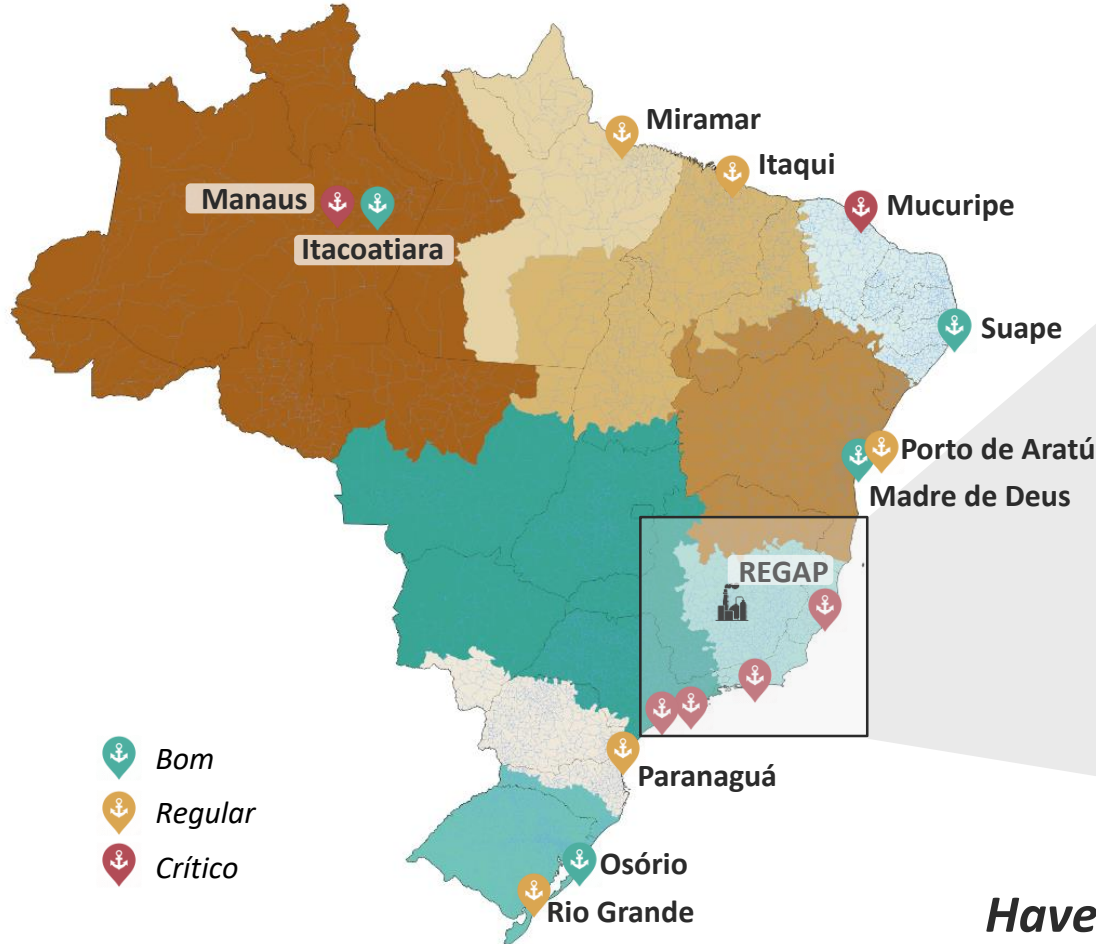 Miramar
Itaqui
Manaus
Mucuripe
Itacoatiara
Suape
Porto de Aratú
Madre de Deus
REGAP
Bom
Paranaguá
Regular
Crítico
Osório
Rio Grande
Have